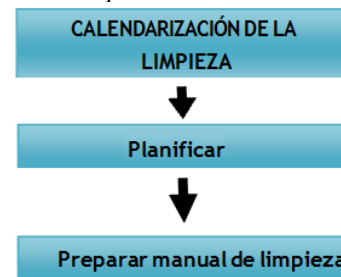 CALENDARIZACIÓN DE LA
LIMPIEZA
Planificar
Preparar manual de limpieza